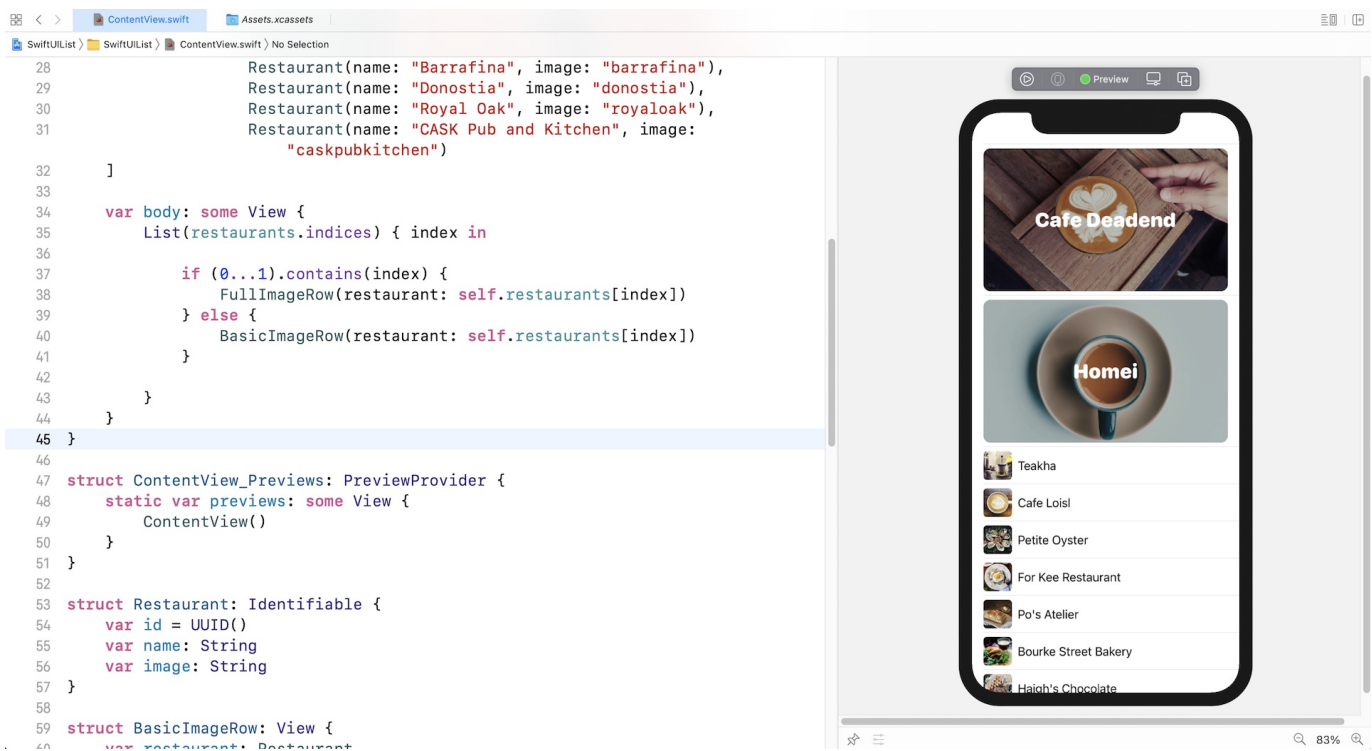 ContentView.swift
Assets.xcassets
SwiftUIList 〉 SwiftUIList 〉 ContentView.swift 〉 No Selection
28 Restaurant(name: "Barrafina", image: "barrafina"),
29 Restaurant(name: "Donostia", image: "donostia"),
30 Restaurant(name: "Royal Oak", image: "royaloak"),
31 Restaurant(name: "CASK Pub and Kitchen", image:
"caskpubkitchen")
32 ]
33
34 var body: some View {
35 List(restaurants.indices) { index in
36
37 if (0...1).contains(index) {
38 FullImageRow(restaurant: self.restaurants[index])
39 } else {
40 BasicImageRow(restaurant: self.restaurants[index])
41 }
42
43 }
44 }
45 }
46
47 struct ContentView_Previews: PreviewProvider {
48 static var previews: some View {
49 ContentView()
50 }
51 }
52
53 struct Restaurant: Identifiable {
54 var id = UUID()
55 var name: String
56 var image: String
57 }
58
59 struct BasicImageRow: View {
60 var restaurant: Restaurant
Preview
Cafe Deadend
Homei
Teakha
Cafe Loisl
Petite Oyster
For Kee Restaurant
Po's Atelier
Bourke Street Bakery
Haigh's Chocolate
83%